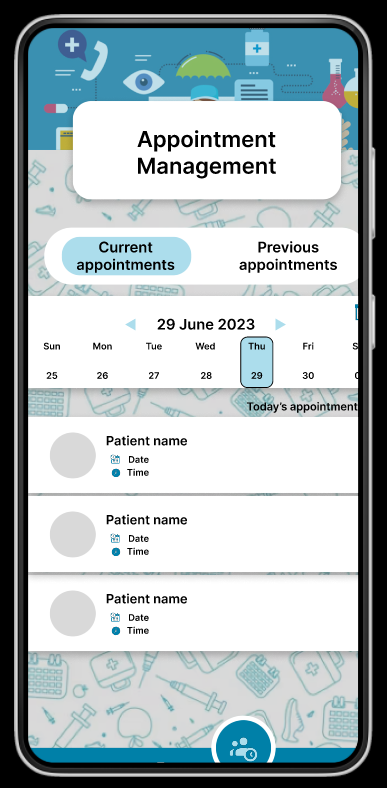 Appointment
Management
Current
appointments
Previous
appointments
29 June 2023
Sun Mon Tue Wed Thu Fri S
25 26 27 28 29 30 0
Today's appointment
Patient name
Date
Time
Patient name
Date
Time
Patient name
Date
Time